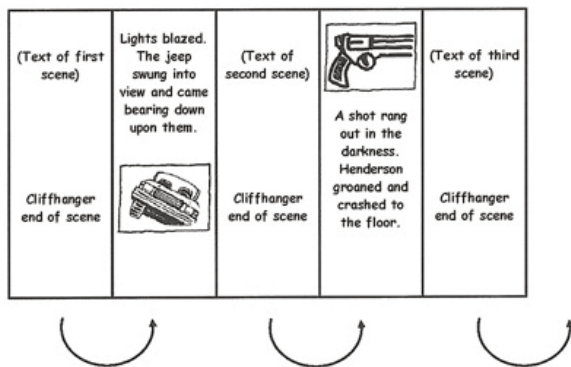 (Text of first
scene)
Cliffhanger
end of scene
Lights blazed.
The jeep
swung into
view and came
bearing down
upon them.
(Text of
second scene)
Cliffhanger
end of scene
A shot rang
out in the
darkness.
Henderson
groaned and
crashed to
the floor.
(Text of third
scene)
Cliffhanger
end of scene